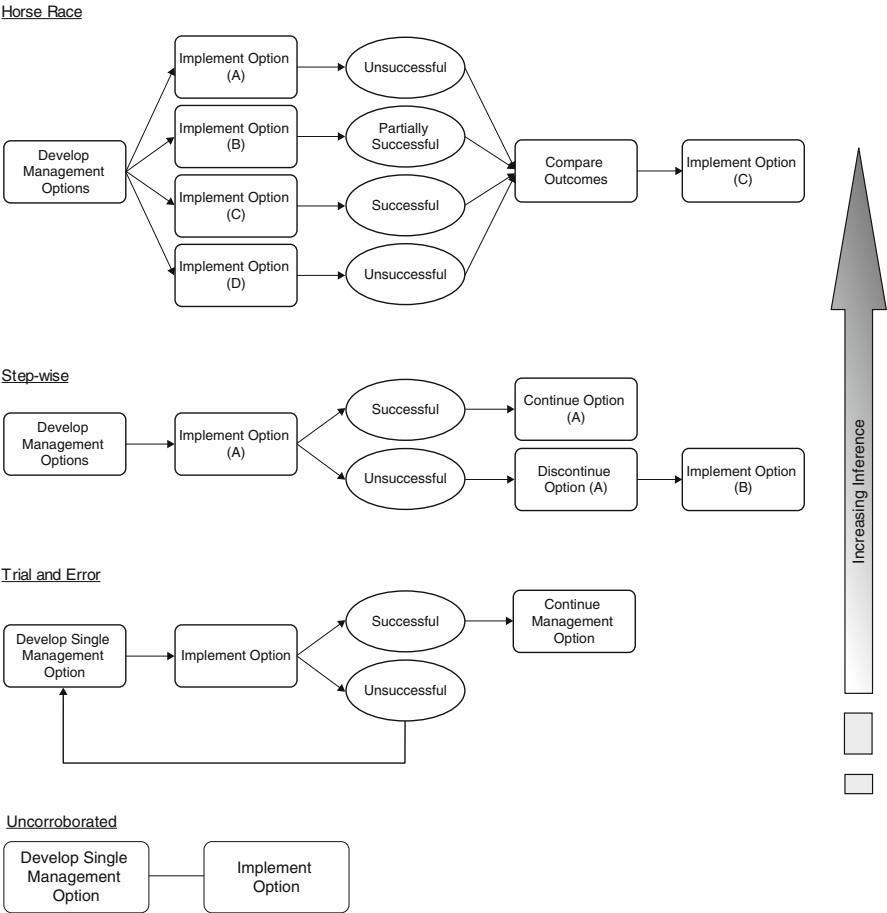 Horse Race
Implement Option
(A)
Unsuccessful
Implement Option
(B)
Partially
Successful
Develop
Management
Options
Compare
Outcomes
Implement Option
(C)
Implement Option
(C)
Successful
Implement Option
(D)
Unsuccessful
Step-wise
Develop
Management
Options
Implement Option
(A)
Successful
Continue Option
(A)
Unsuccessful
Discontinue
Option (A)
Implement Option
(B)
Trial and Error
Develop Single
Management
Option
Implement Option
Successful
Continue
Management
Option
Unsuccessful
Uncorroborated
Develop Single
Management
Option
Implement
Option
Increasing Inference